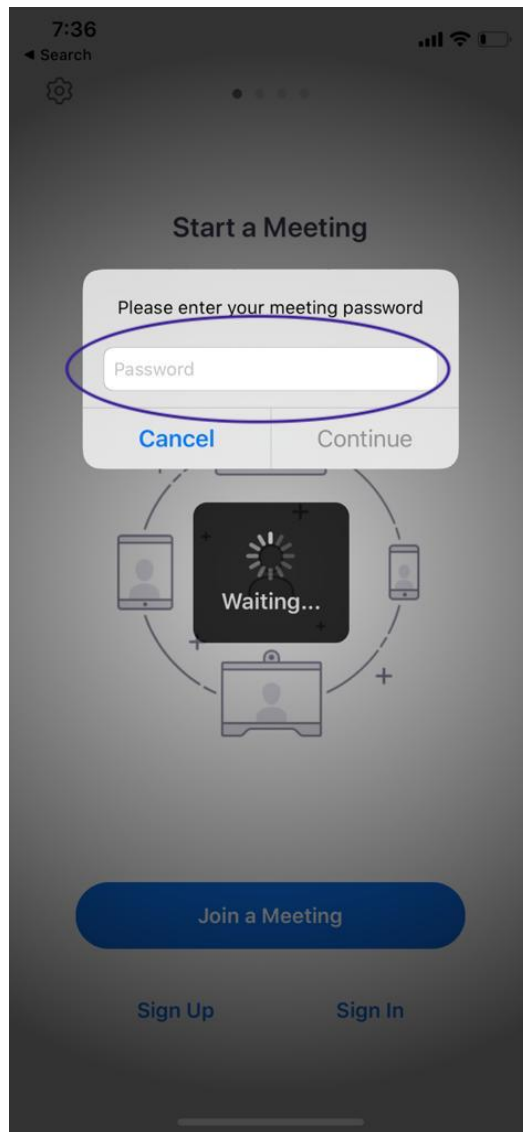 7:36
◀ Search
Start a Meeting
Please enter your meeting password
Password
Cancel Continue
Waiting...
Join a Meeting
Sign Up Sign In